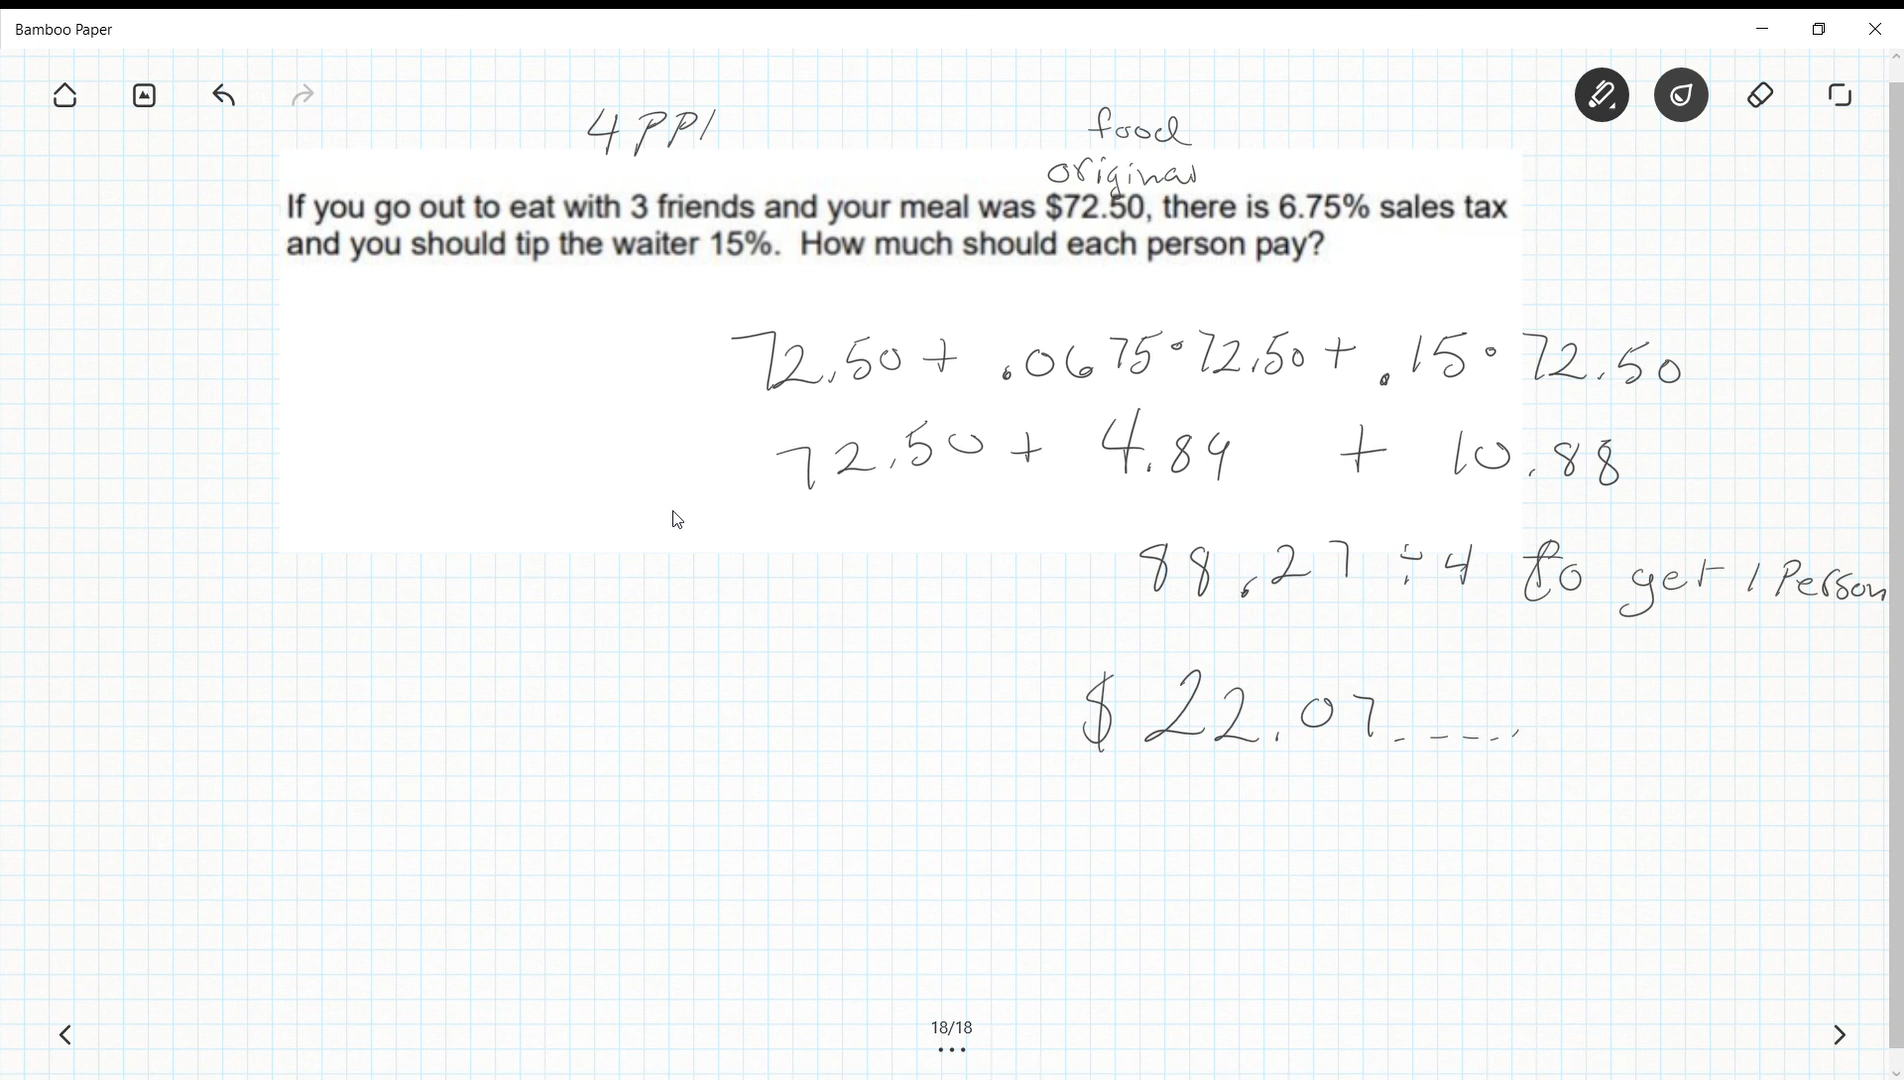 Bamboo Paper
4 PPl
food
original
If you go out to eat with 3 friends and your meal was $72.50, there is 6.75% sales tax
and you should tip the waiter 15%. How much should each person pay?
72.50 + .0675 • 72.50 + .15 • 72.50
72.50 + 4.89 + 10.88
88.27 ÷ 4 to get 1 Person
$ 22.07.....
18/18